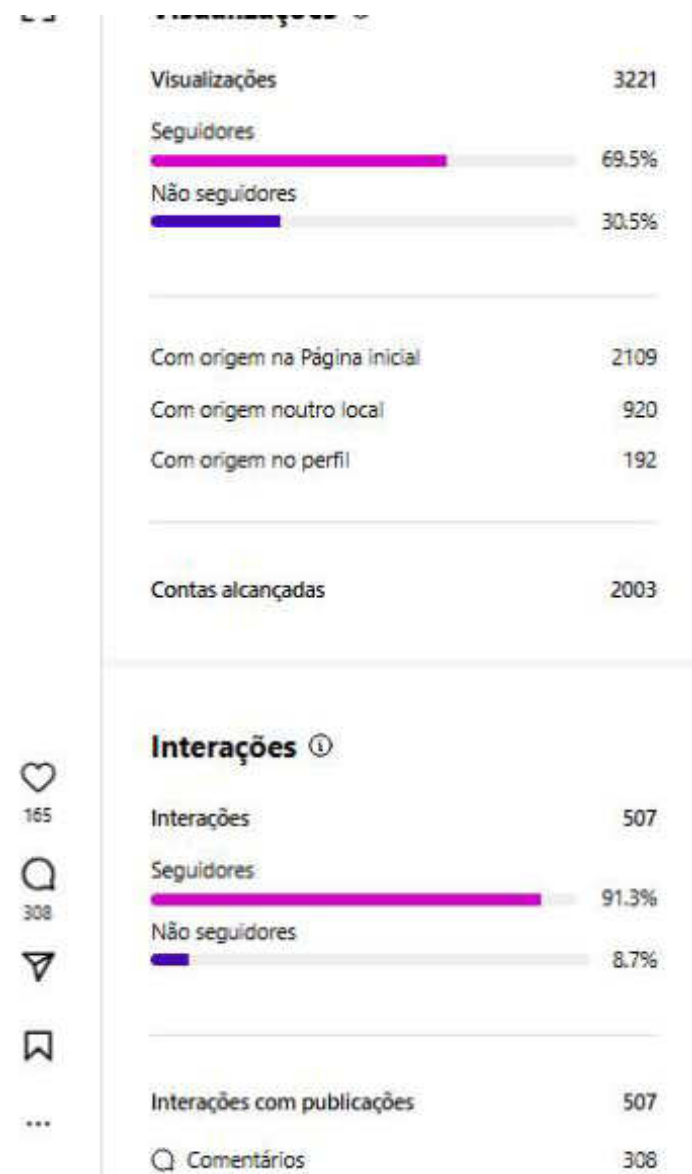 Visualizações
Visualizações 3221
Seguidores
69.5%
Não seguidores
30.5%
Com origem na Página inicial 2109
Com origem noutro local 920
Com origem no perfil 192
Contas alcançadas 2003
Interações
165
Interações 507
Seguidores
308
91.3%
Não seguidores
8.7%
Interações com publicações 507
Comentários 308